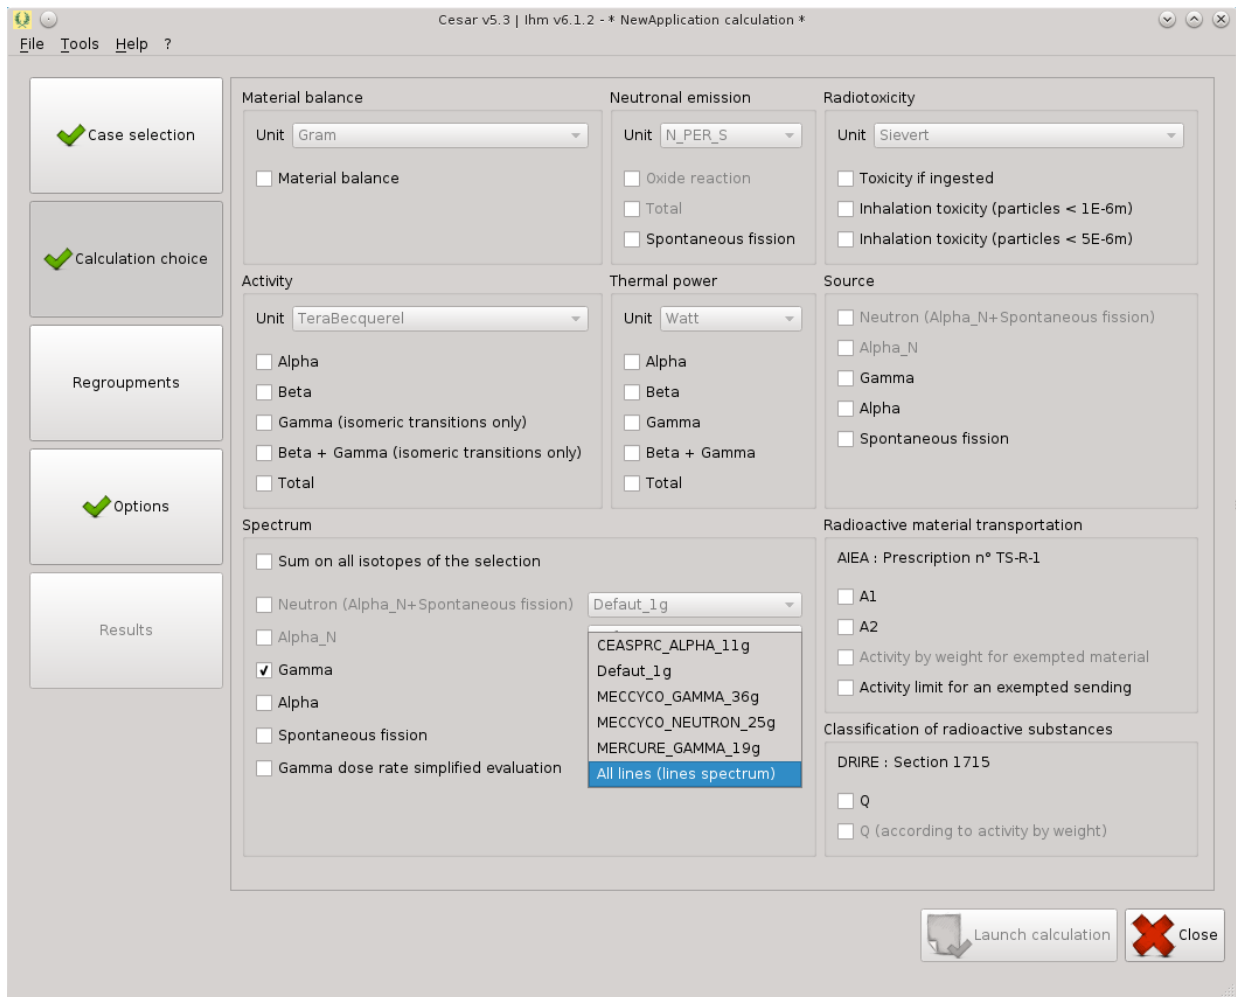 Cesar v5.3 | Ihm v6.1.2 - * NewApplication calculation *
File Tools Help ?
Case selection
Calculation choice
Regroupments
Options
Results
Material balance
Unit Gram
Material balance
Neutronal emission
Unit N_PER_S
Oxide reaction
Total
Spontaneous fission
Radiotoxicity
Unit Sievert
Toxicity if ingested
Inhalation toxicity (particles < 1E-6m)
Inhalation toxicity (particles < 5E-6m)
Activity
Unit TeraBecquerel
Alpha
Beta
Gamma (isomeric transitions only)
Beta + Gamma (isomeric transitions only)
Total
Thermal power
Unit Watt
Alpha
Beta
Gamma
Beta + Gamma
Total
Source
Neutron (Alpha_N+Spontaneous fission)
Alpha_N
Gamma
Alpha
Spontaneous fission
Spectrum
Sum on all isotopes of the selection
Neutron (Alpha_N+Spontaneous fission) Defaut_1g
Alpha_N
Gamma
Alpha
Spontaneous fission
Gamma dose rate simplified evaluation
CEASPRC_ALPHA_11g
Defaut_1g
MECCYCO_GAMMA_36g
MECCYCO_NEUTRON_25g
MERCURE_GAMMA_19g
All lines (lines spectrum)
Radioactive material transportation
AIEA : Prescription n° TS-R-1
A1
A2
Activity by weight for exempted material
Activity limit for an exempted sending
Classification of radioactive substances
DRIRE : Section 1715
Q
Q (according to activity by weight)
Launch calculation
Close